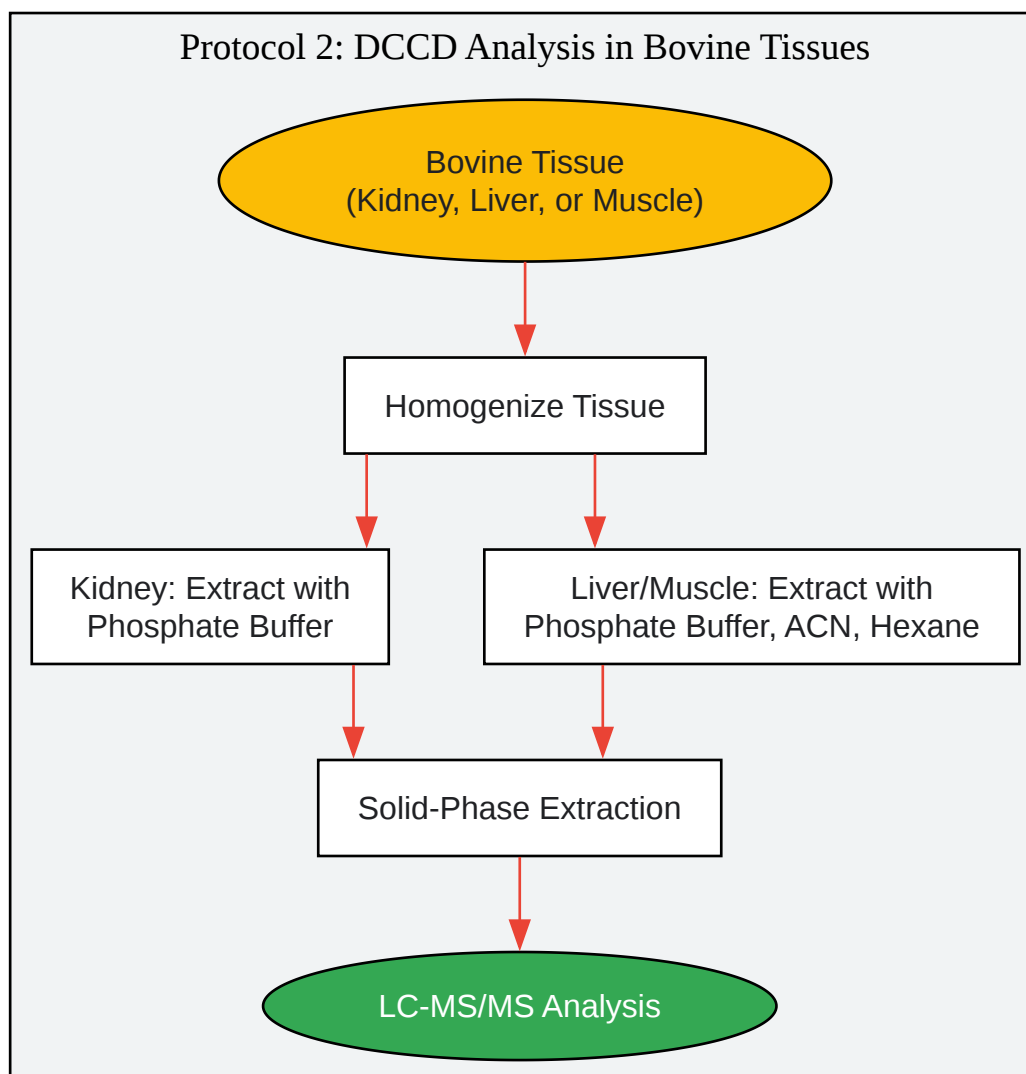 Protocol 2: DCCD Analysis in Bovine Tissues
Bovine Tissue
(Kidney, Liver, or Muscle)
Homogenize Tissue
Kidney: Extract with
Phosphate Buffer
Liver/Muscle: Extract with
Phosphate Buffer, ACN, Hexane
Solid-Phase Extraction
LC-MS/MS Analysis